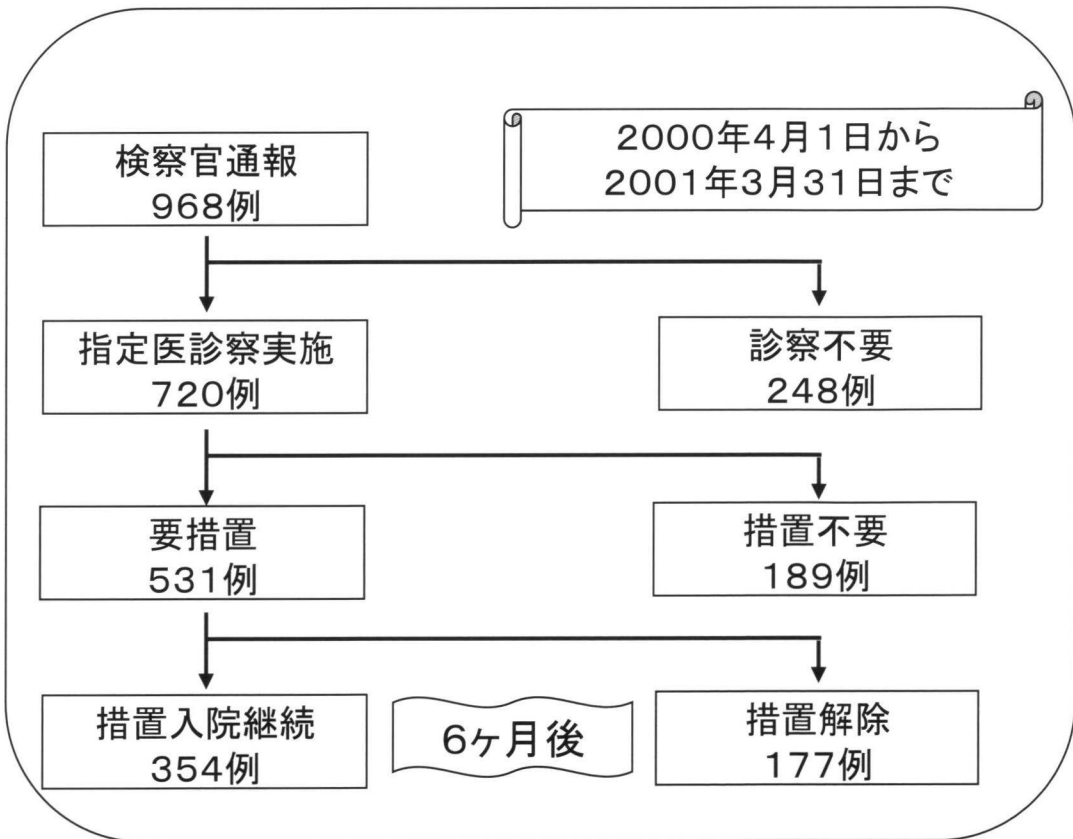 2000年4月1日から
2001年3月31日まで
検察官通報
968例
指定医診察実施
720例
診察不要
248例
要措置
531例
措置不要
189例
措置入院継続
354例
6ヶ月後
措置解除
177例